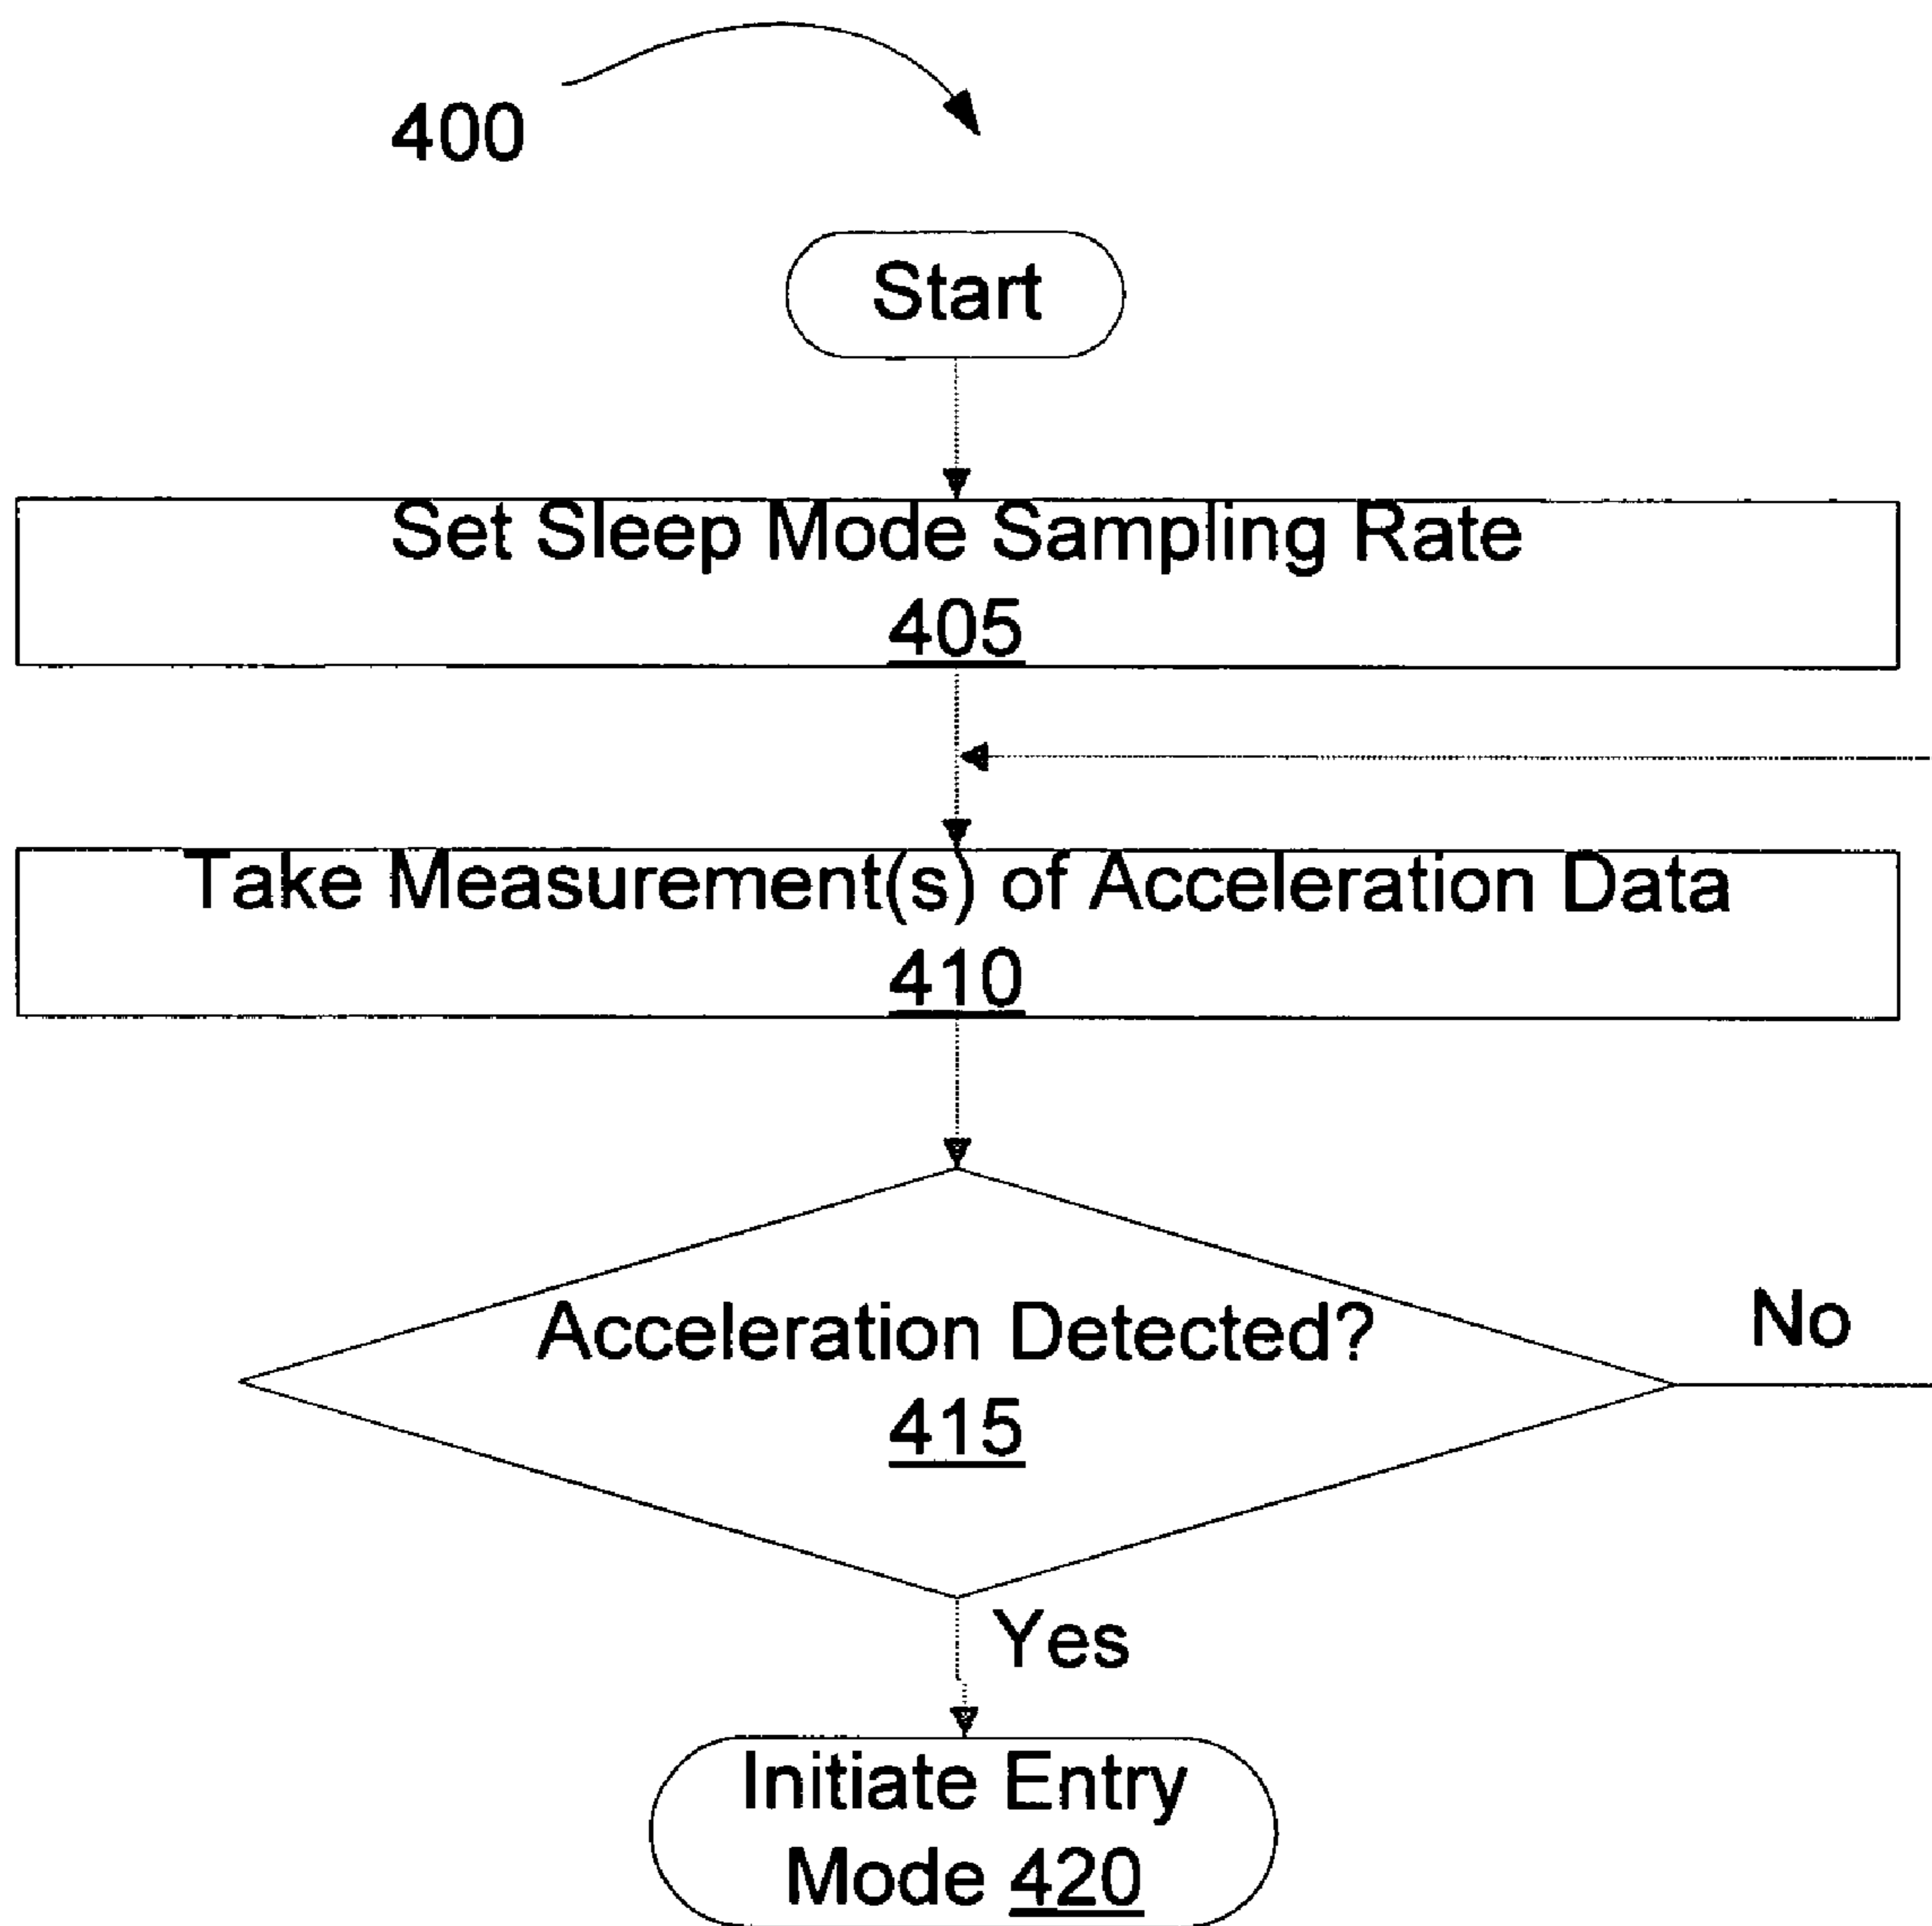 400
Start
Set Sleep Mode Sampling Rate
405
Take Measurement(s) of Acceleration Data
410
Acceleration Detected?
415
No
Yes
Initiate Entry
Mode 420